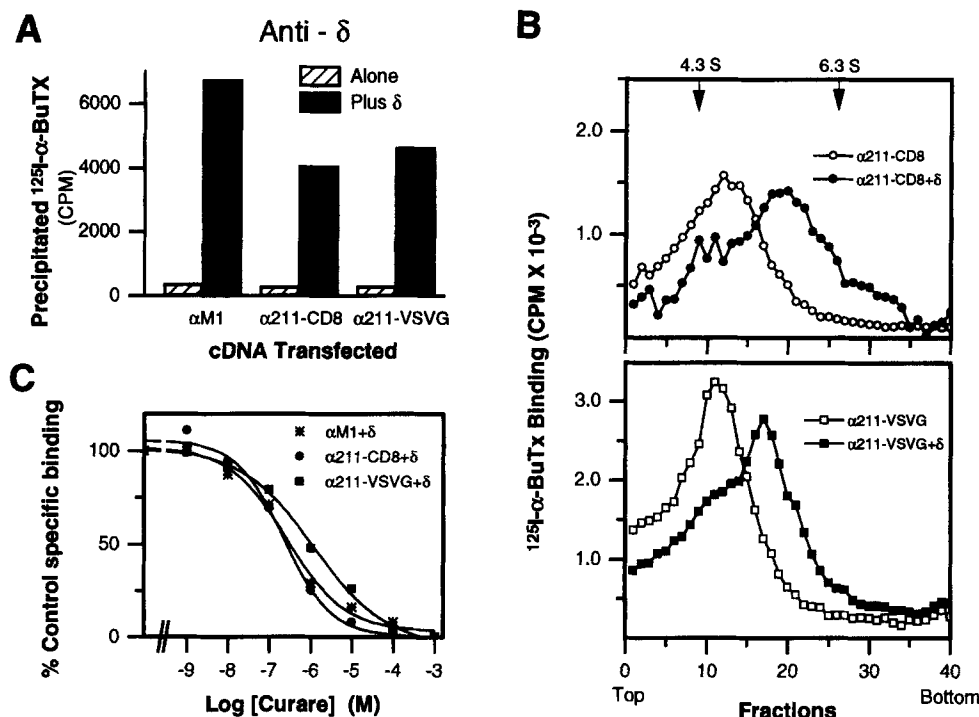 A
Anti - δ
Alone
Plus δ
Precipitated ¹²⁵I-α-BuTX
(CPM)
6000
4000
2000
0
αM1
α211-CD8
α211-VSVG
cDNA Transfected
B
4.3 S
6.3 S
2.0
1.0
α211-CD8
α211-CD8+δ
¹²⁵I-α-BuTx Binding (CPM X 10⁻³)
3.0
2.0
1.0
α211-VSVG
α211-VSVG+δ
0
10
20
30
40
Top
Bottom
Fractions
C
% Control specific binding
100
50
0
αM1+δ
α211-CD8+δ
α211-VSVG+δ
-9
-8
-7
-6
-5
-4
-3
Log [Curare] (M)